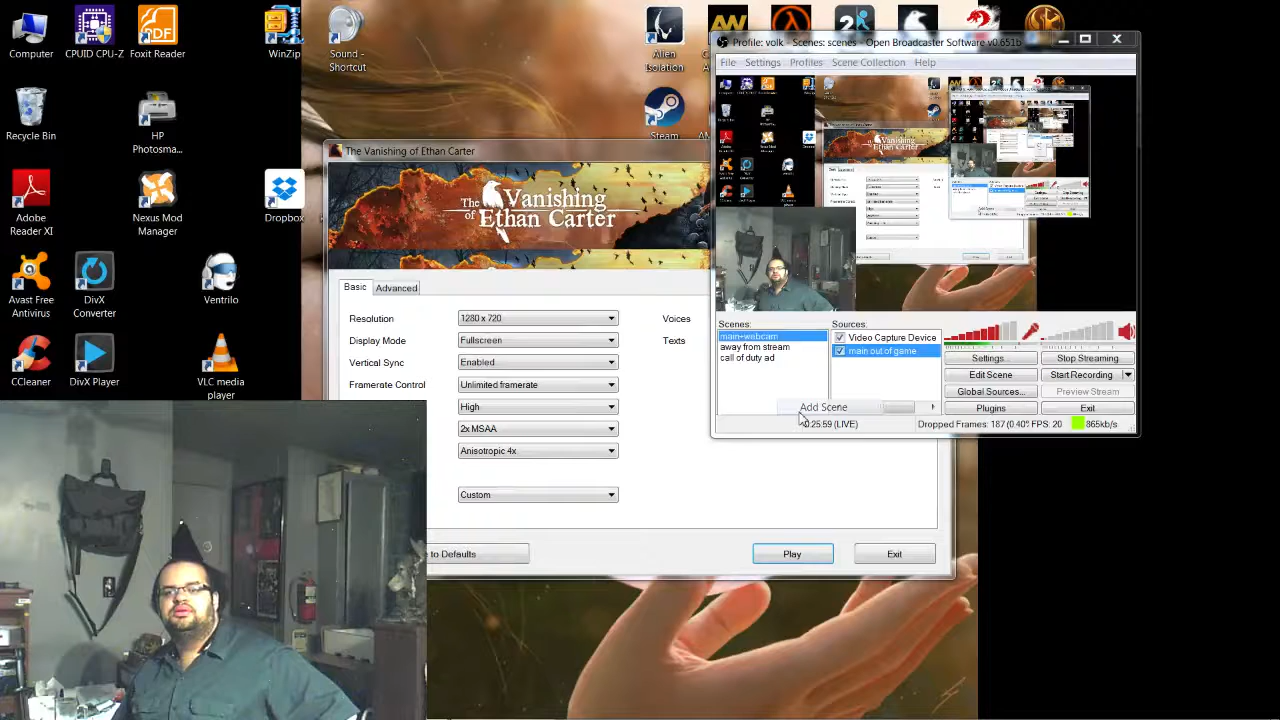 Computer
CPUID CPU-Z
Foxit Reader
WinZip
Sound -
Shortcut
Alien
Isolation
Recycle Bin
HP
Photosma...
Steam
Adobe
Reader XI
Nexus Mod
Manager
Dropbox
Avast Free
Antivirus
DivX
Converter
Ventrilo
CCleaner
DivX Player
VLC media
player
Vanishing of Ethan Carter
The Vanishing
of
Ethan Carter
Basic
Advanced
Resolution
1280 x 720
Voices
Display Mode
Fullscreen
Texts
Vertical Sync
Enabled
Framerate Control
Unlimited framerate
High
2x MSAA
Anisotropic 4x
Custom
to Defaults
Play
Exit
Profile: volk - Scenes: scenes - Open Broadcaster Software v0.651b
File
Settings
Profiles
Scene Collection
Help
Scenes:
main+webcam
away from stream
call of duty ad
Sources:
Video Capture Device
main out of game
Add Scene
Settings...
Stop Streaming
Edit Scene
Start Recording
Global Sources...
Preview Stream
Plugins
Exit
0:25:59 (LIVE)
Dropped Frames: 187 (0.40%
FPS: 20
865kb/s